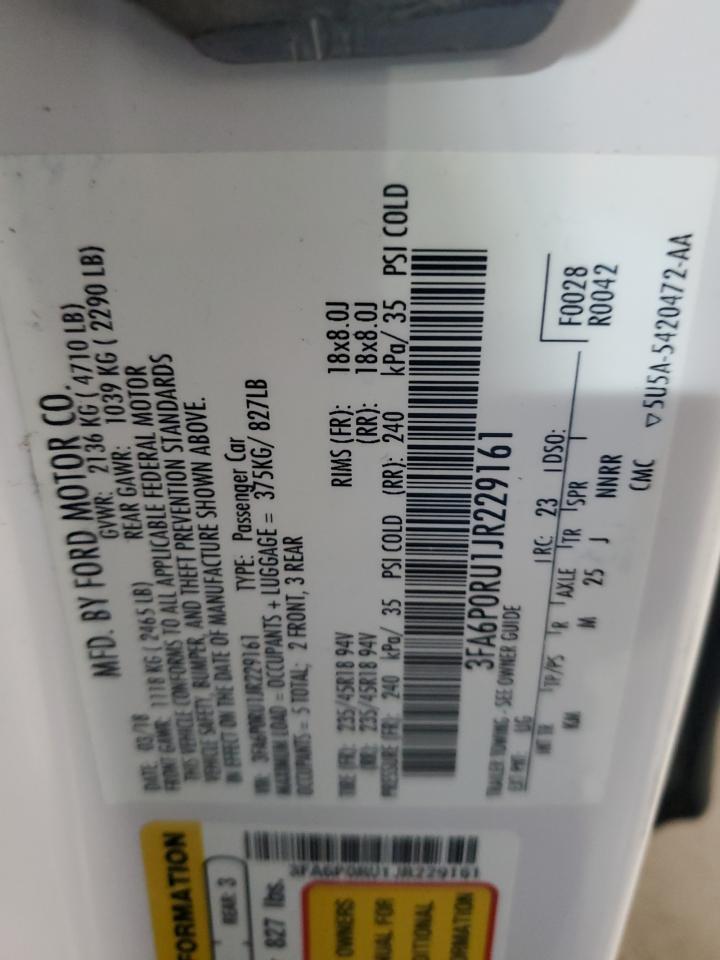 MFD. BY FORD MOTOR CO.
DATE: 03/18 GVWR: 2136 KG ( 4710 LB)
FRONT GAWR: 1118 KG ( 2465 LB) REAR GAWR: 1039 KG ( 2290 LB)
THIS VEHICLE CONFORMS TO ALL APPLICABLE FEDERAL MOTOR
VEHICLE SAFETY, BUMPER, AND THEFT PREVENTION STANDARDS
IN EFFECT ON THE DATE OF MANUFACTURE SHOWN ABOVE.
VIN: 3FA6P0RU1JR229161 TYPE: Passenger Car
MAXIMUM LOAD = OCCUPANTS + LUGGAGE = 375KG/ 827LB
OCCUPANTS = 5 TOTAL; 2 FRONT, 3 REAR
TIRE (FR): 235/45R18 94V RIMS (FR): 18x8.0J
(RR): 235/45R18 94V (RR): 18x8.0J
PRESSURE (FR): 240 kPa/ 35 PSI COLD (RR): 240 kPa/ 35 PSI COLD
3FA6P0RU1JR229161
TRAILER TOWING - SEE OWNER GUIDE
EXT PNT: UG RC: 23 DSO: F0028
R0042
INT TR TP/PS R AXLE TR SPR
KM M 25 J NNRR
CMC ▽ 5U5A-5420472-AA
FORMATION
REAR: 3
827 lbs.
3FA6P0RU1JR229161
OWNERS
UAL FOR
DITIONAL
ORMATION